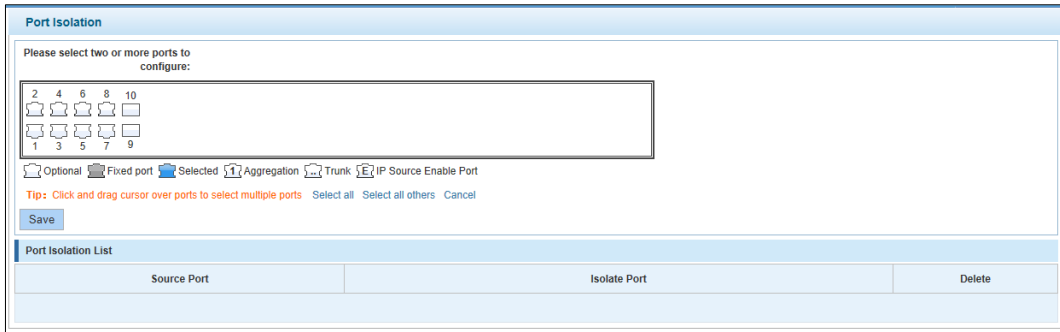 Port Isolation
Please select two or more ports to
configure:
2 4 6 8 10
1 3 5 7 9
Optional Fixed port Selected 1 Aggregation ... Trunk E IP Source Enable Port
Tip: Click and drag cursor over ports to select multiple ports Select all Select all others Cancel
Save
Port Isolation List
Source Port Isolate Port Delete